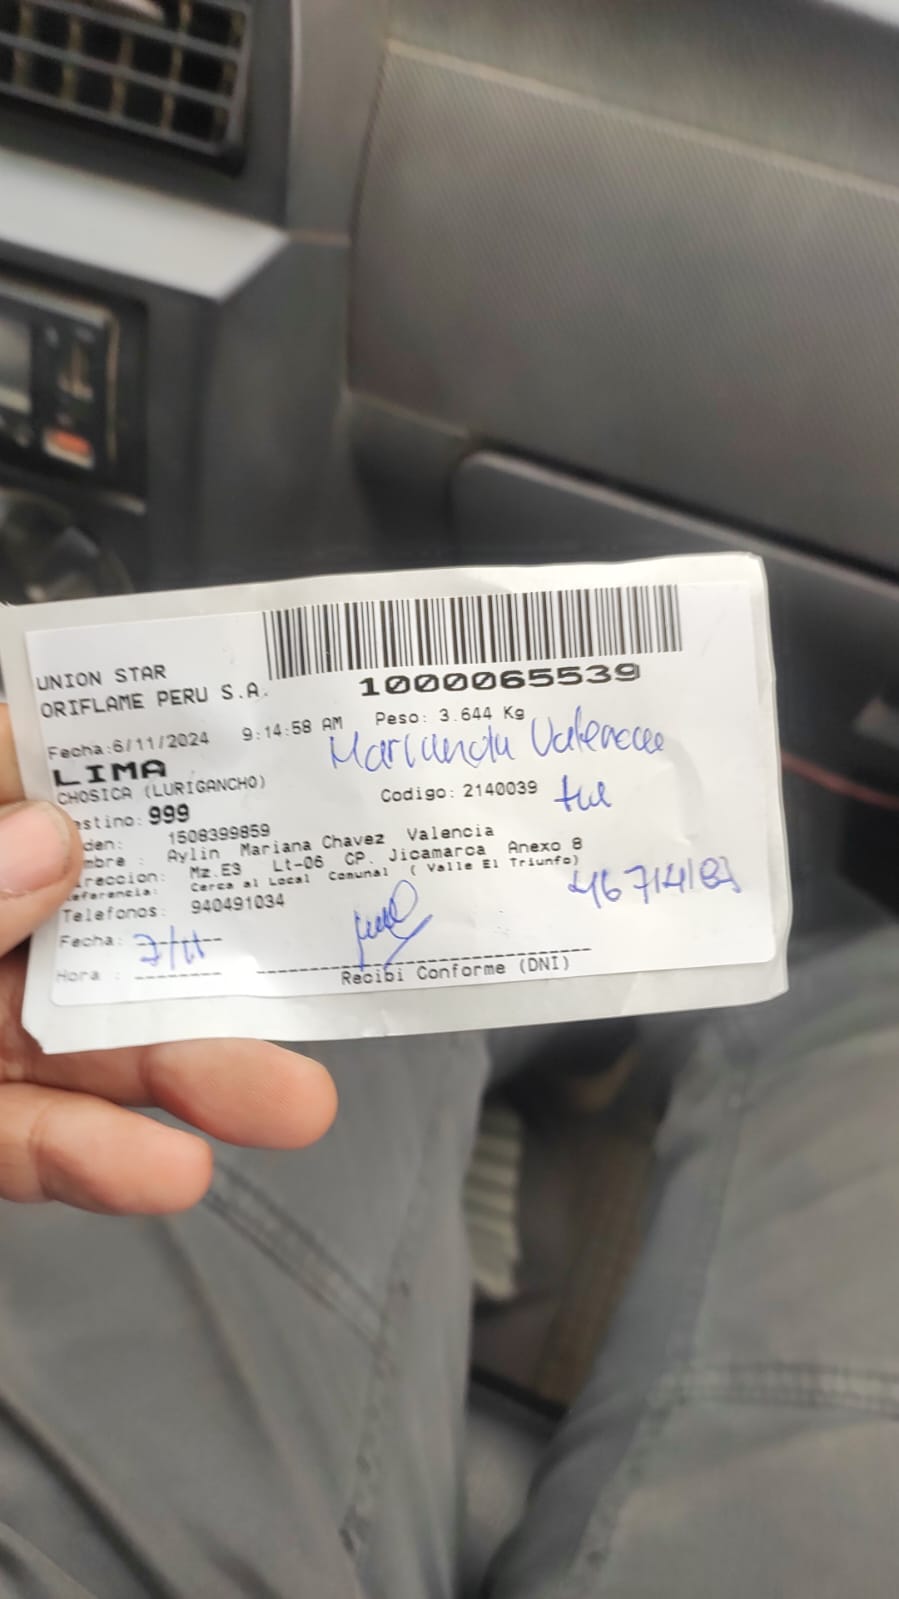 UNION STAR
ORIFLAME PERU S.A.
1000065539
Fecha:6/11/2024 9:14:58 AM Peso: 3.644 Kg
LIMA
CHOSICA (LURIGANCHO)
Valencia
Codigo: 2140039
stino: 999
den: 1508399859
mbre : Aylin Mariana Chavez Valencia
reccion: Mz.E3 Lt-06 CP. Jicamarca Anexo 8
eferencia: Cerca al Local Comunal ( Valle El Triunfo)
Telefonos: 940491034
Fecha: 7/11
Hora :
Recibi Conforme (DNI)